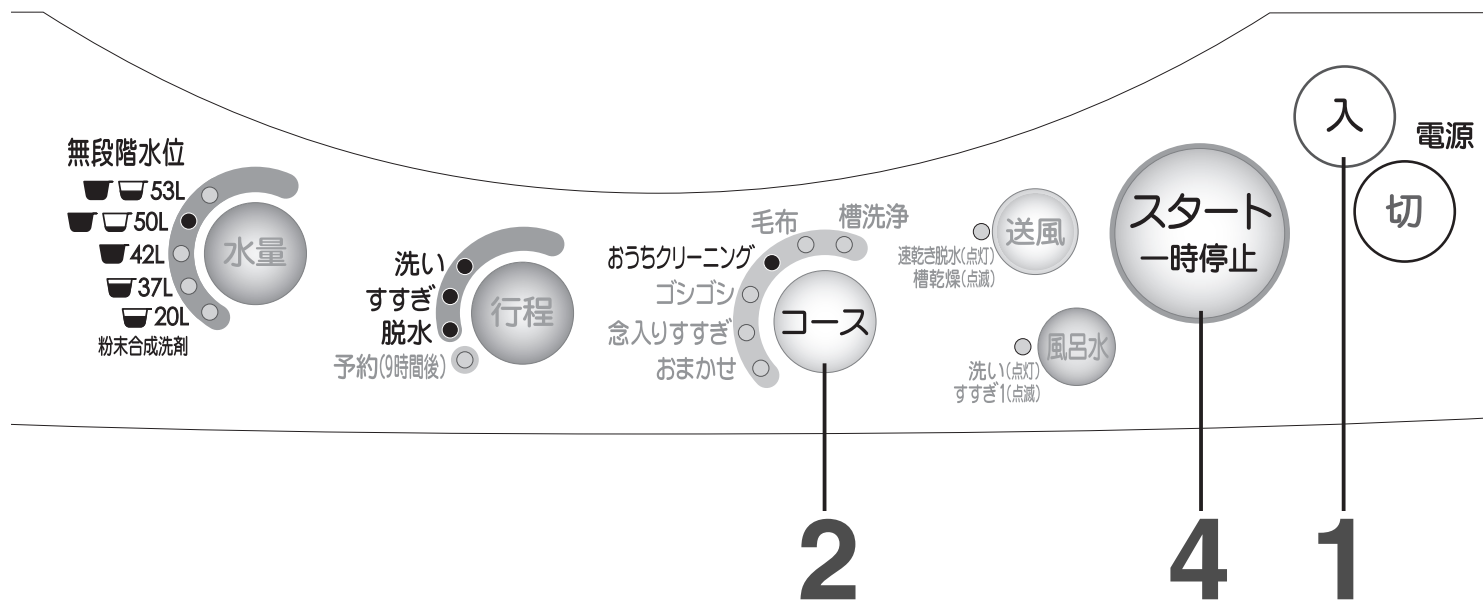 無段階水位
53L
50L
42L
37L
20L
粉末合成洗剤
水量
洗い
すすぎ
脱水
予約(9時間後)
行程
毛布
槽洗浄
おうちクリーニング
ゴシゴシ
念入りすすぎ
おまかせ
コース
送風
速乾き脱水(点灯)
槽乾燥(点滅)
風呂水
洗い(点灯)
すすぎ1(点滅)
スタート
一時停止
入
電源
切
2
4
1